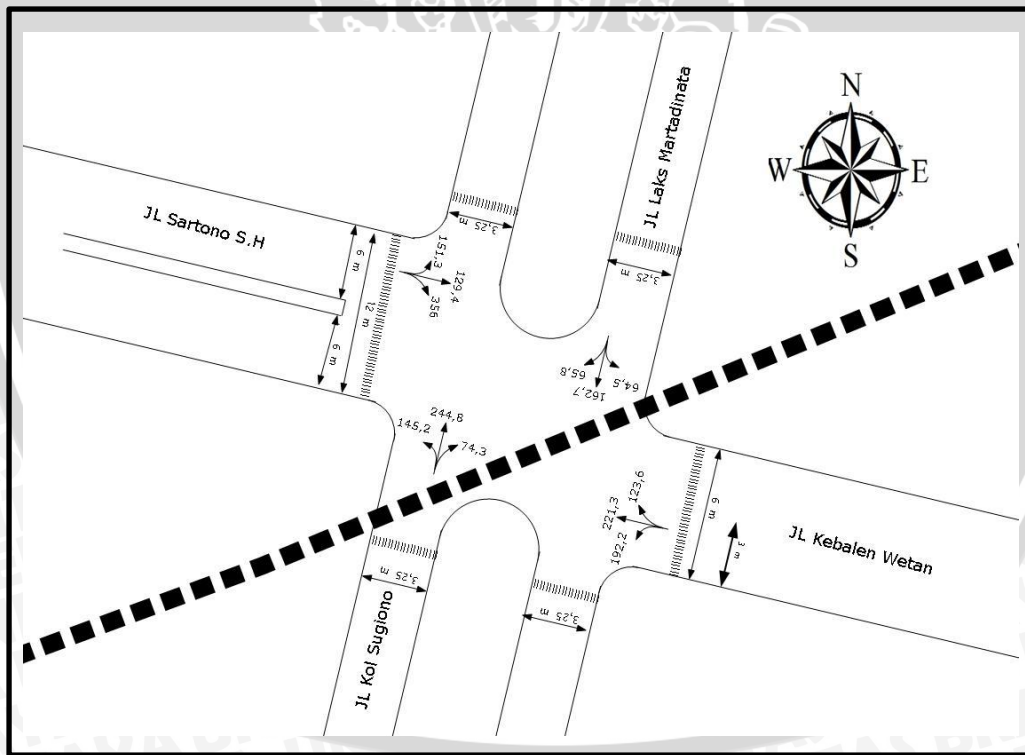 JL Laks Martadinata
N
W
E
S
JL Sartono S.H
3,25 m
3,25 m
6 m
12 m
6 m
151,3
129,4
356
65,8
162,7
64,5
145,2
244,8
74,3
123,6
221,3
192,2
6 m
3 m
JL Kebalen Wetan
3,25 m
3,25 m
JL Kol Sugiono